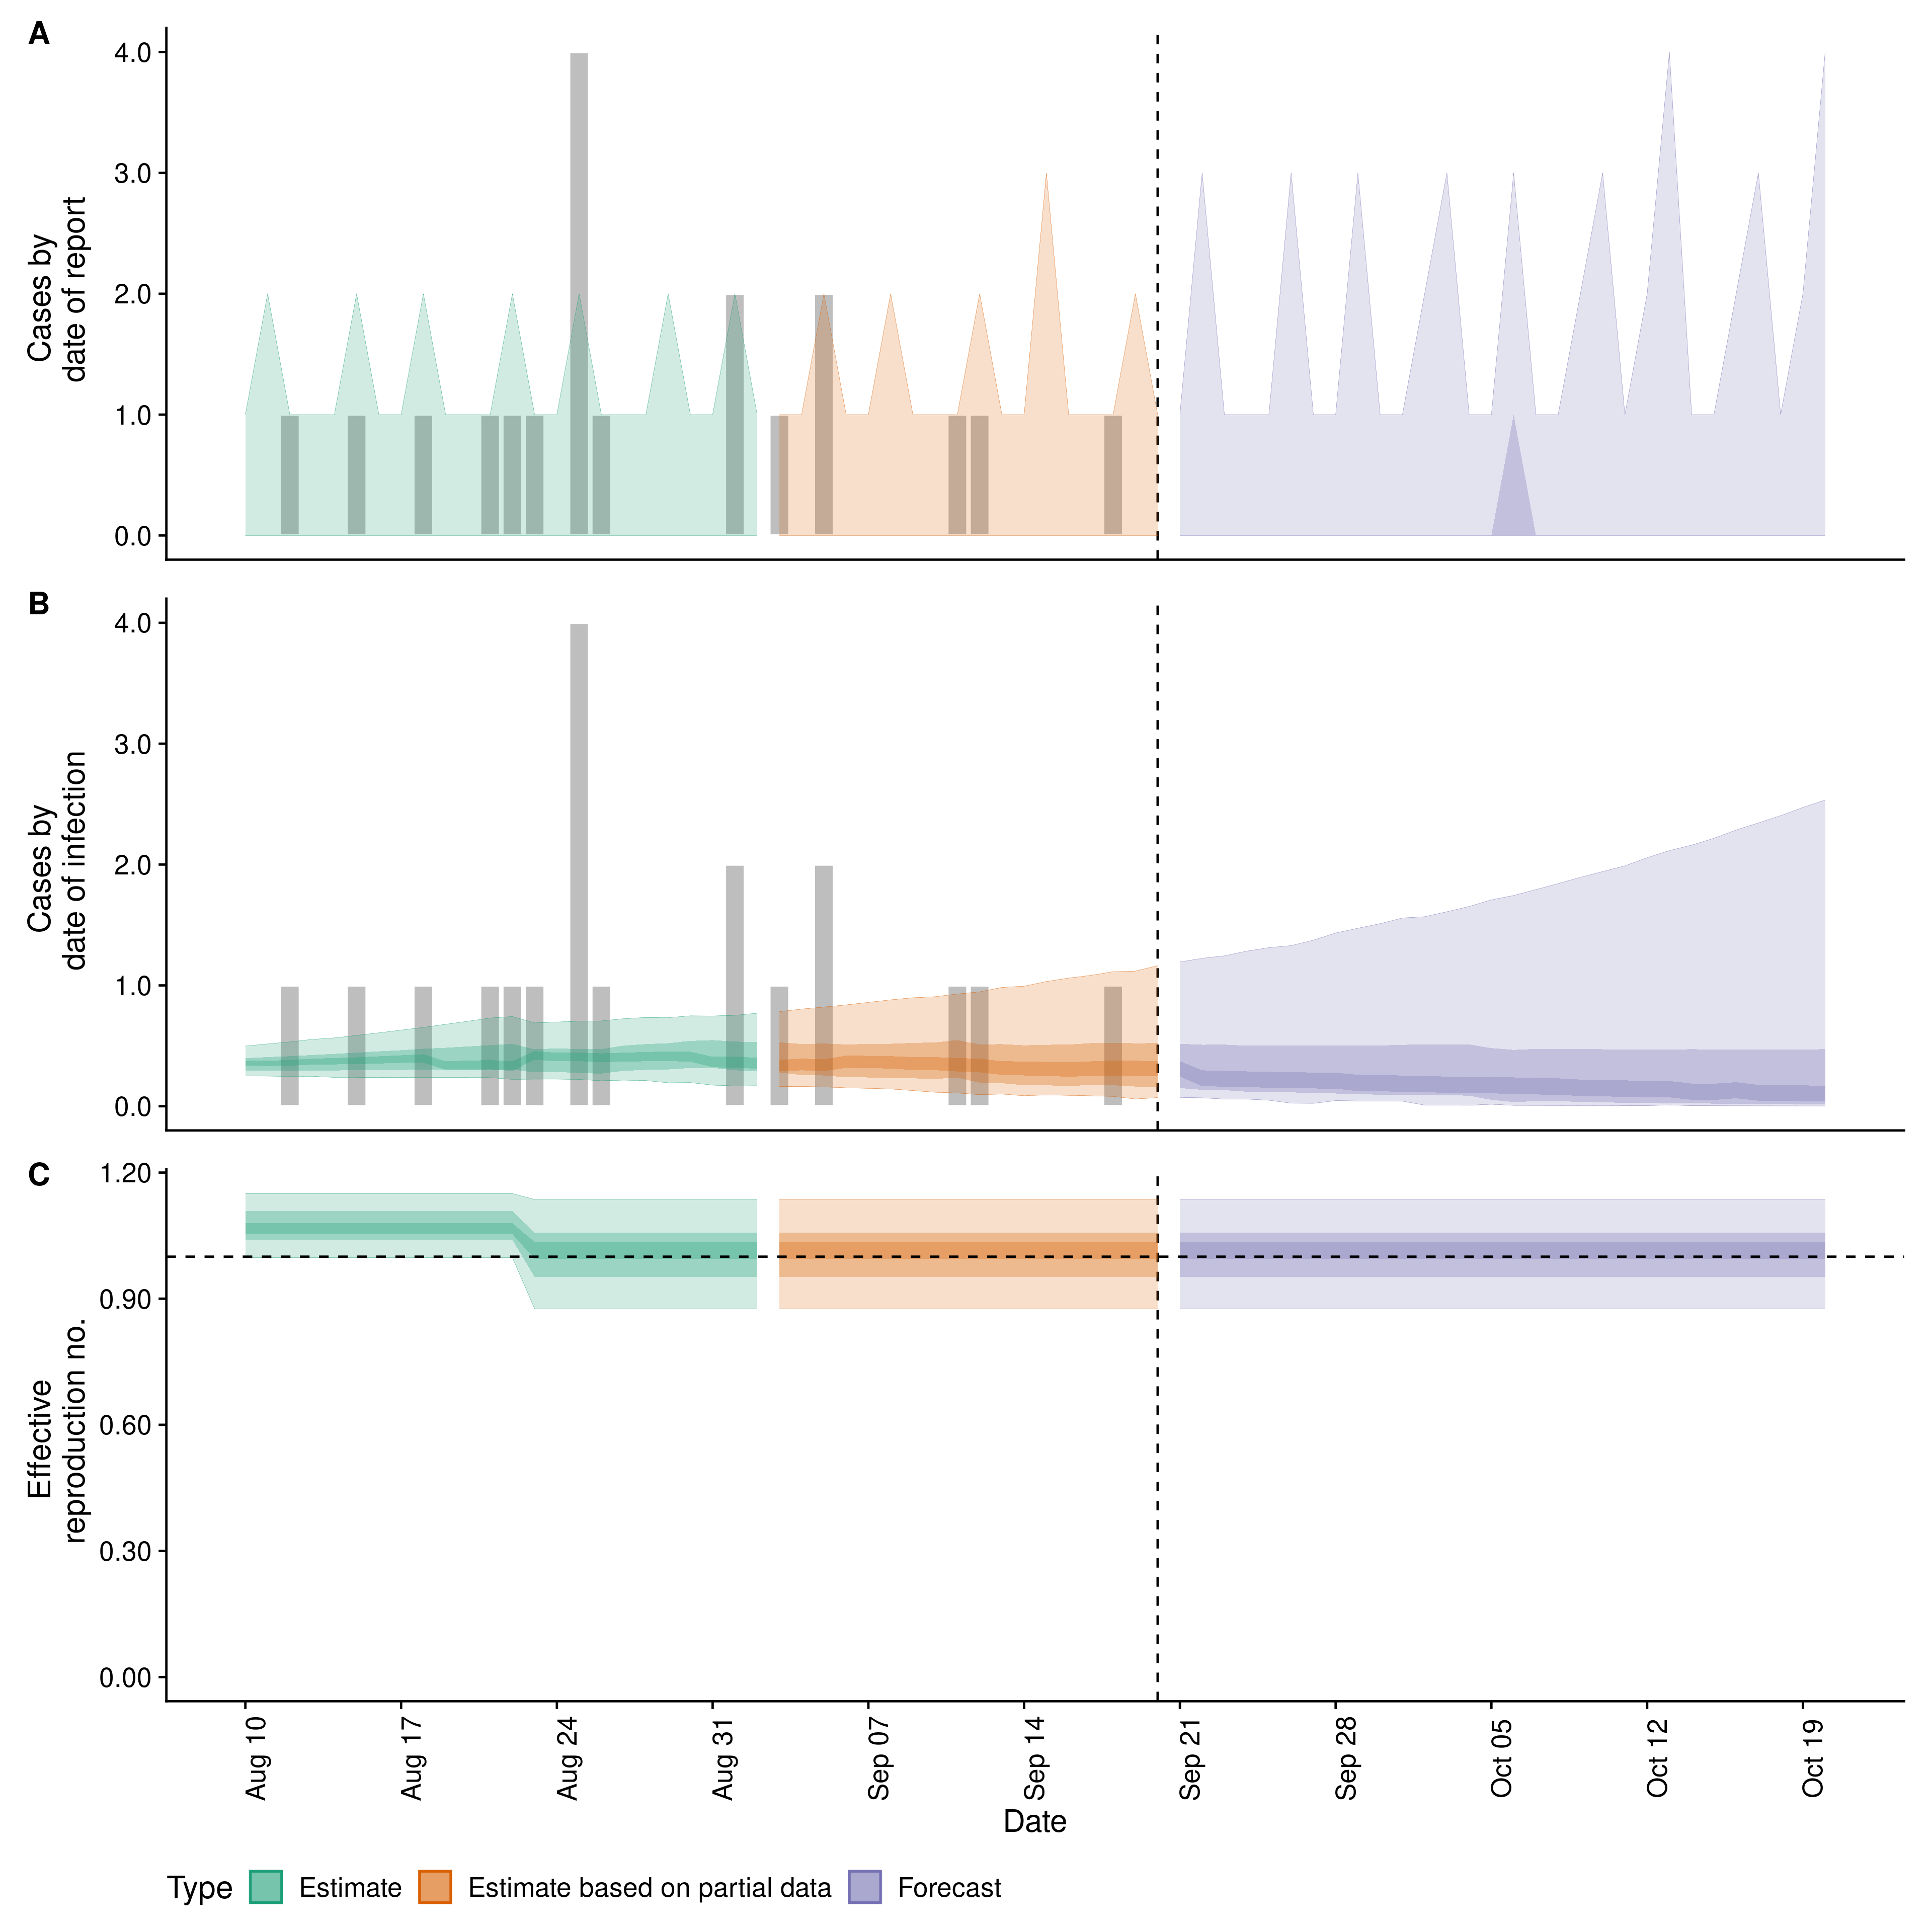 A
Cases by
date of report
4.0
3.0
2.0
1.0
0.0
B
Cases by
date of infection
4.0
3.0
2.0
1.0
0.0
C
Effective
reproduction no.
1.20
0.90
0.60
0.30
0.00
Aug 10
Aug 17
Aug 24
Aug 31
Sep 07
Sep 14
Sep 21
Sep 28
Oct 05
Oct 12
Oct 19
Date
Type Estimate Estimate based on partial data Forecast